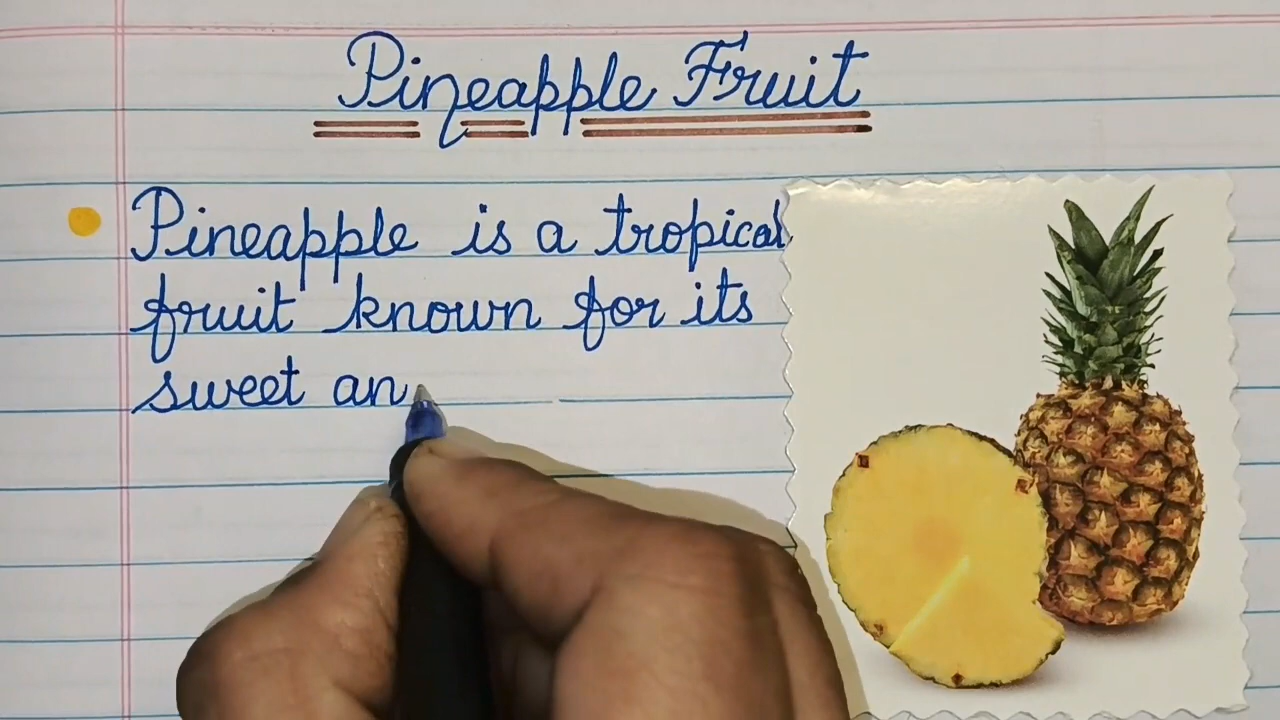 Pineapple Fruit
Pineapple is a tropical
fruit known for its
sweet an